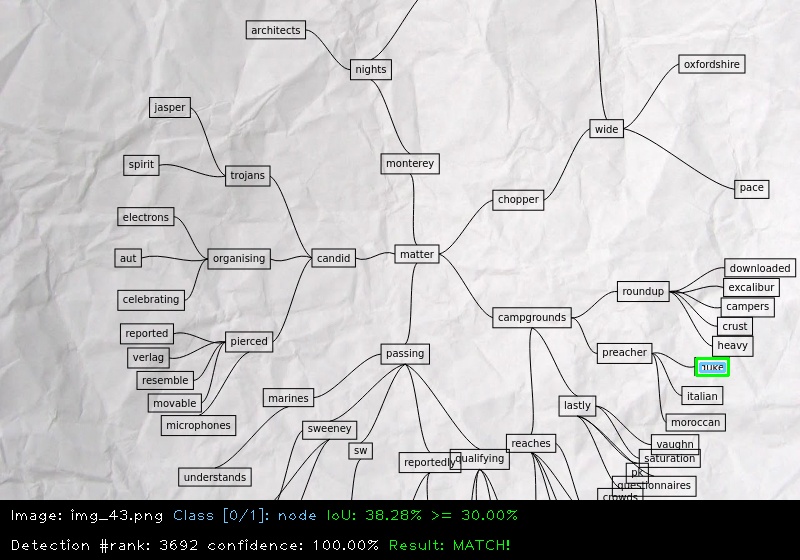 architects
nights
oxfordshire
jasper
wide
monterey
spirit
trojans
pace
chopper
electrons
matter
aut
organising
candid
downloaded
excalibur
roundup
celebrating
campers
campgrounds
crust
reported
pierced
heavy
verlag
passing
preacher
resemble
italian
marines
movable
lastly
moroccan
microphones
sweeney
reaches
vaughn
sw
saturation
reportedly
qualifying
pk
understands
questionnaires
crowds
Image: img_43.png Class [0/1]: node IoU: 38.28% >= 30.00%
Detection #rank: 3692 confidence: 100.00% Result: MATCH!